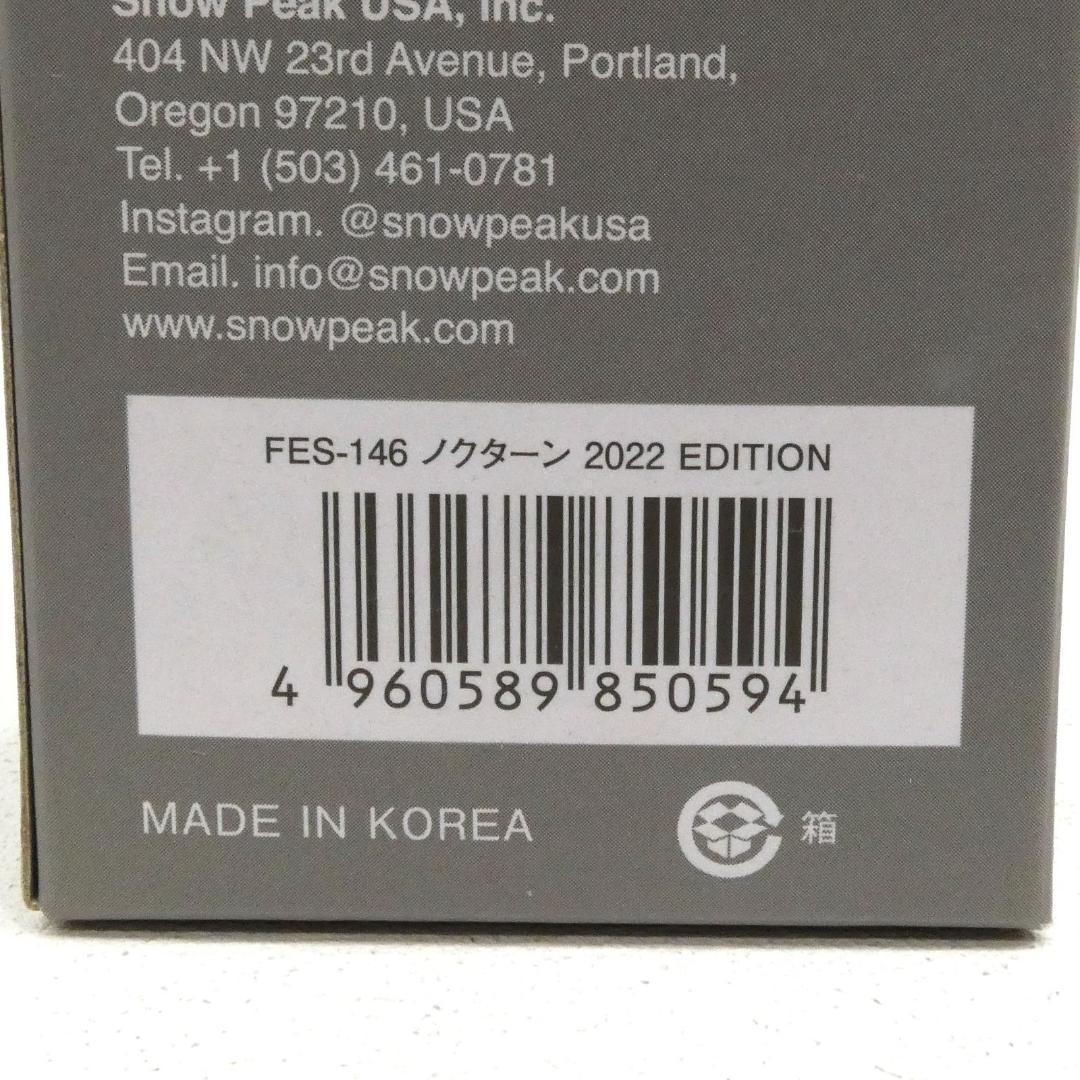 Snow Peak USA, Inc.
404 NW 23rd Avenue, Portland,
Oregon 97210, USA
Tel. +1 (503) 461-0781
Instagram. @snowpeakusa
Email. info@snowpeak.com
www.snowpeak.com
FES-146 ノクターン 2022 EDITION
4 960589 850594
MADE IN KOREA
箱